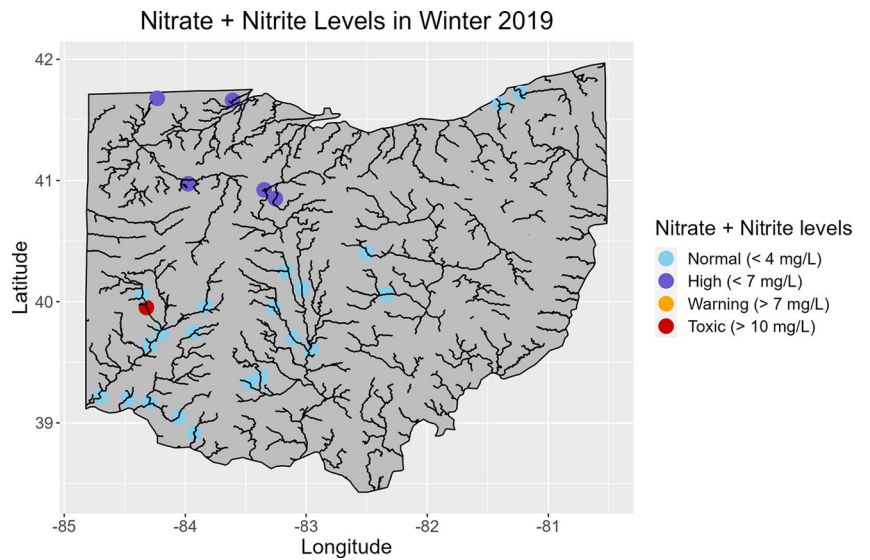 Nitrate + Nitrite Levels in Winter 2019
42
41
40
39
Latitude
-85
-84
-83
-82
-81
Longitude
Nitrate + Nitrite levels
Normal (< 4 mg/L)
High (< 7 mg/L)
Warning (> 7 mg/L)
Toxic (> 10 mg/L)